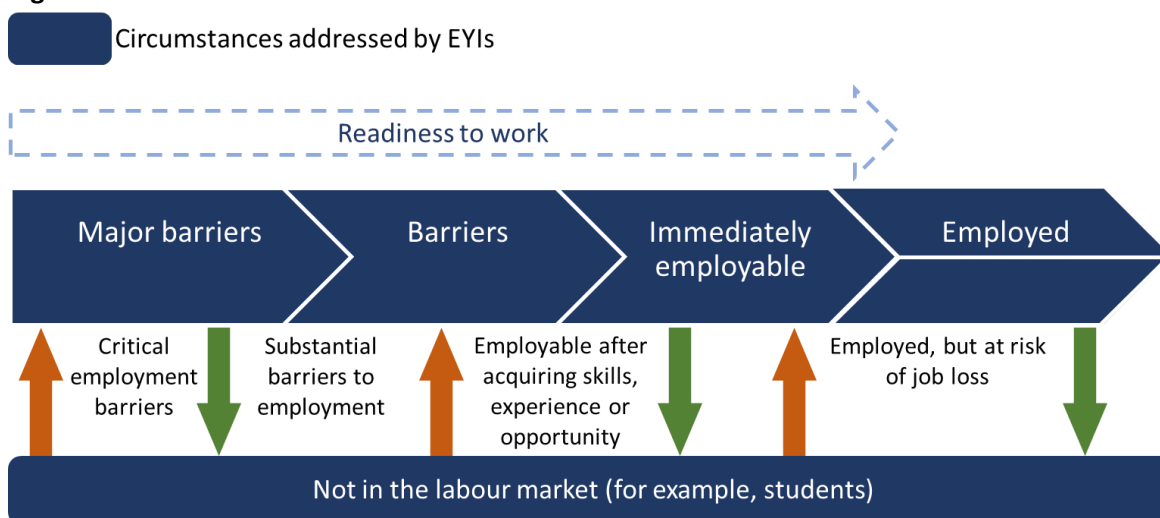 Circumstances addressed by EYIs
Readiness to work
Major barriers
Barriers
Immediately
employable
Employed
Critical
employment
barriers
Substantial
barriers to
employment
Employable after
acquiring skills,
experience or
opportunity
Employed, but at risk
of job loss
Not in the labour market (for example, students)